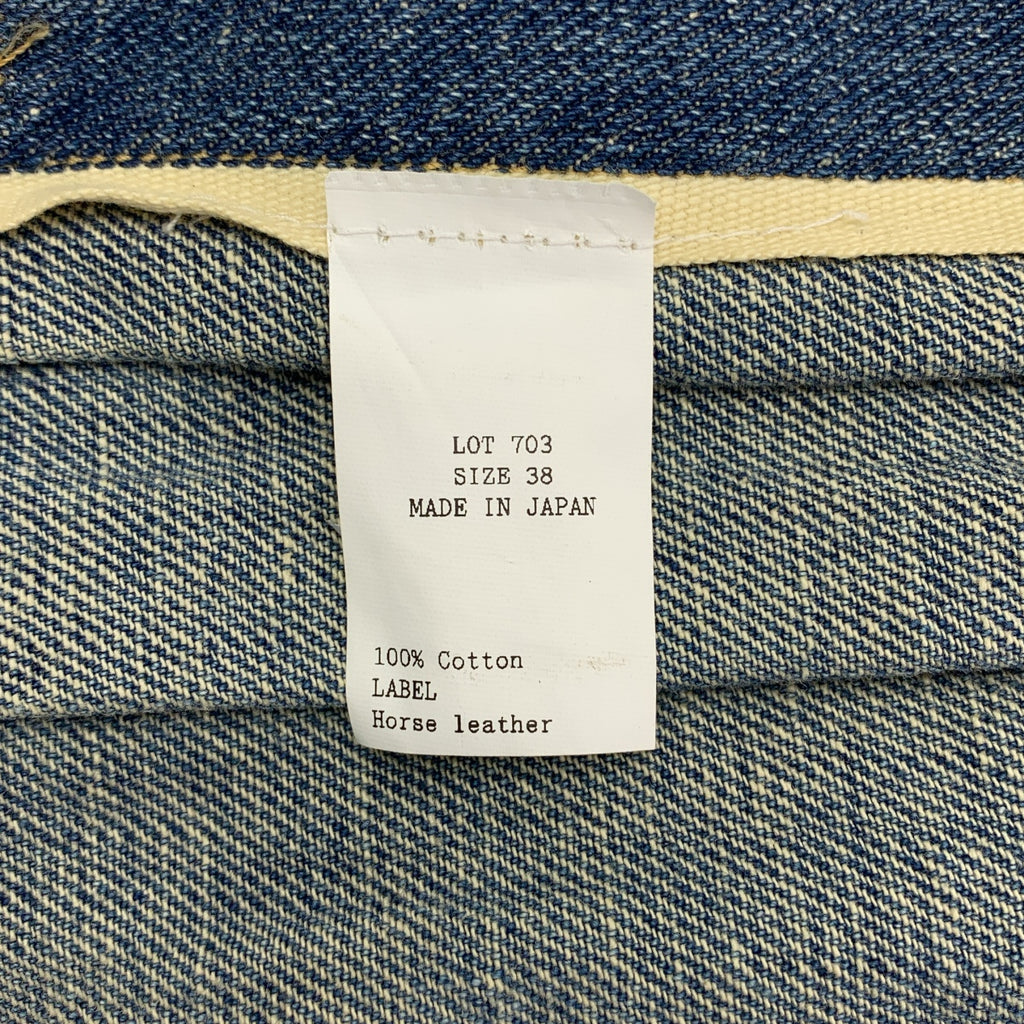 LOT 703
SIZE 38
MADE IN JAPAN
100% Cotton
LABEL
Horse leather